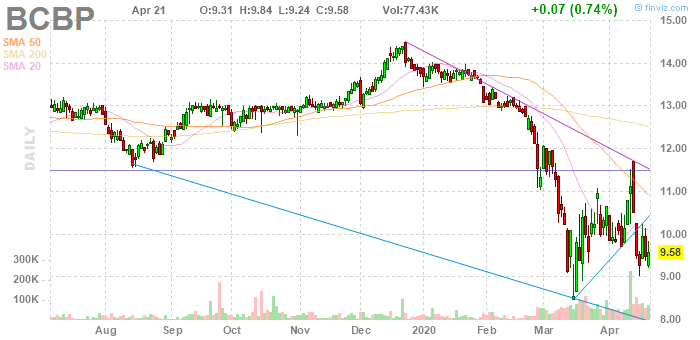 © finviz.com
BCBP Apr 21 O:9.31 H:9.84 L:9.24 C:9.58 Vol:77.43K +0.07 (0.74%)
SMA 50
SMA 200
SMA 20
DAILY
15.00
14.00
13.00
12.00
11.00
10.00
9.58
9.00
8.00
300K
200K
100K
Aug Sep Oct Nov Dec 2020 Feb Mar Apr